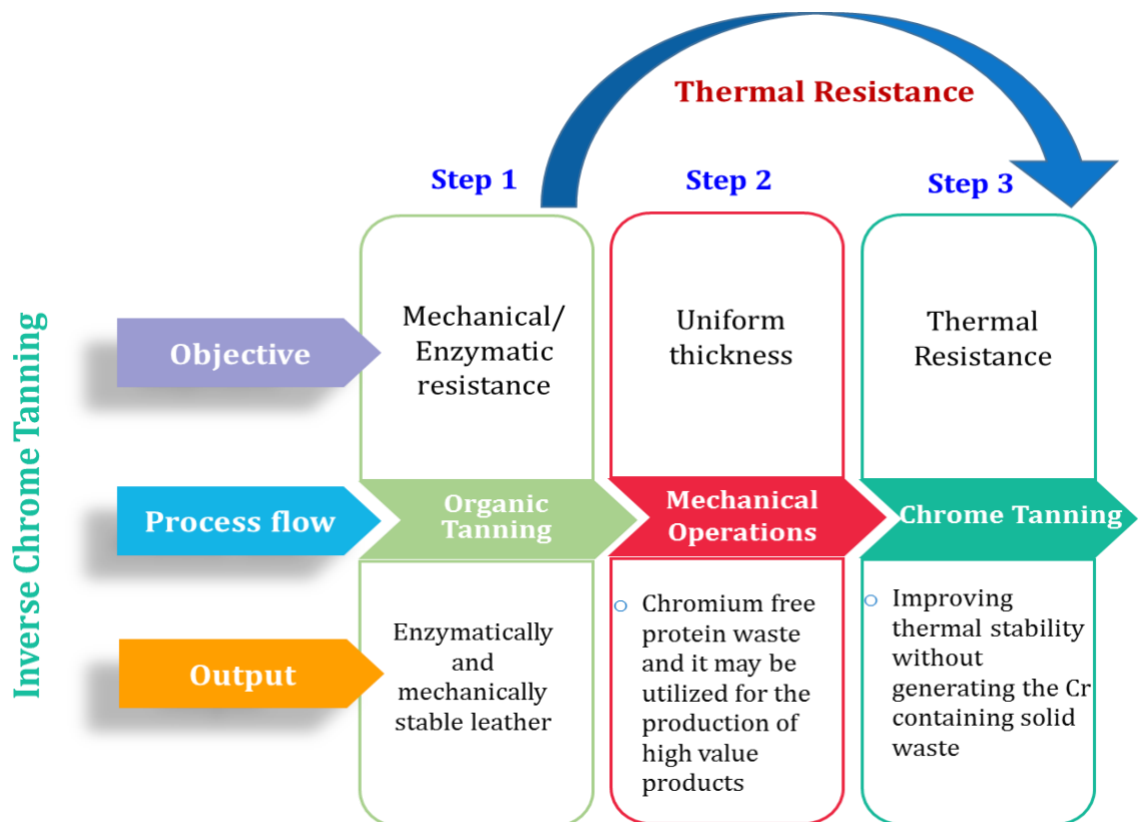 Thermal Resistance
Step 1
Step 2
Step 3
Inverse Chrome Tanning
Objective
Mechanical/
Enzymatic
resistance
Uniform
thickness
Thermal
Resistance
Process flow
Organic
Tanning
Mechanical
Operations
Chrome Tanning
Output
Enzymatically
and
mechanically
stable leather
o Chromium free
protein waste
and it may be
utilized for the
production of
high value
products
o Improving
thermal stability
without
generating the Cr
containing solid
waste